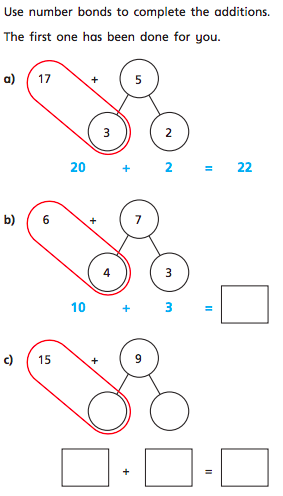 Use number bonds to complete the additions.
The first one has been done for you.
a) 17 + 5
3 2
20 + 2 = 22
b) 6 + 7
4 3
10 + 3 =
c) 15 + 9
+ =